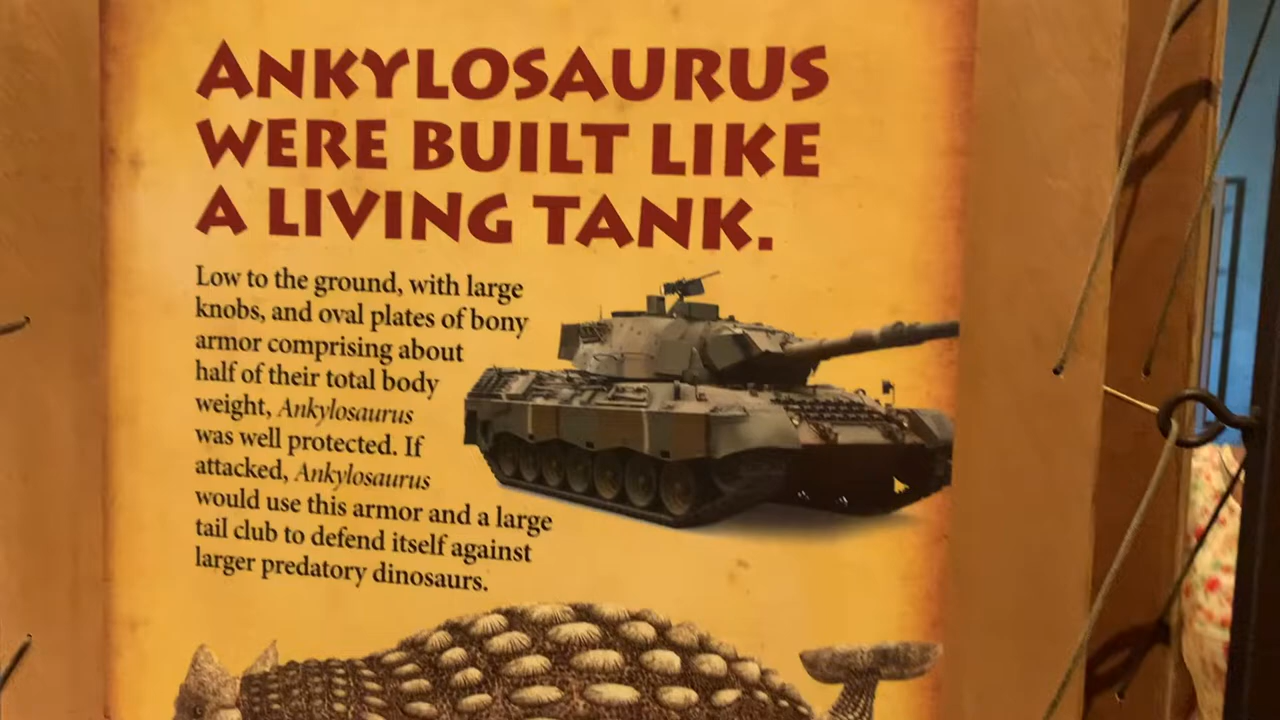 ANKYLOSAURUS
WERE BUILT LIKE
A LIVING TANK.
Low to the ground, with large
knobs, and oval plates of bony
armor comprising about
half of their total body
weight, Ankylosaurus
was well protected. If
attacked, Ankylosaurus
would use this armor and a large
tail club to defend itself against
larger predatory dinosaurs.